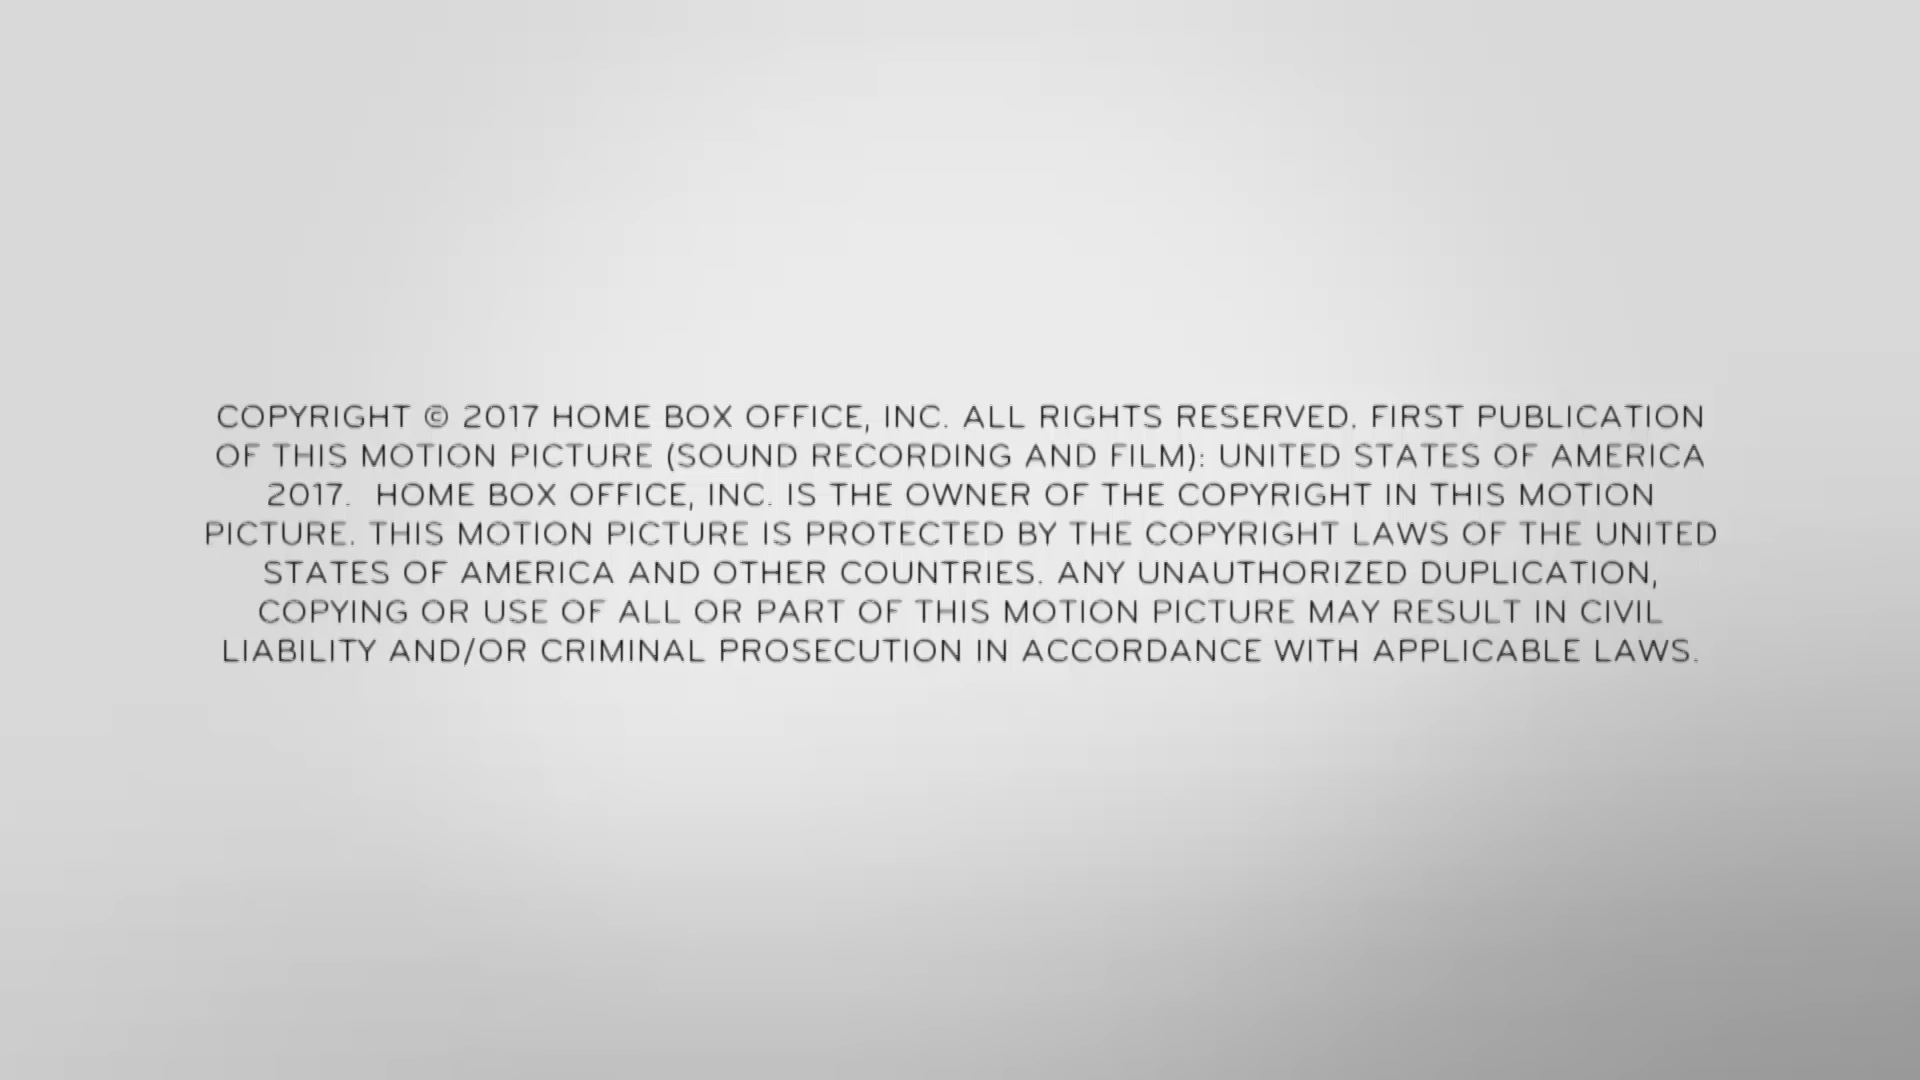 COPYRIGHT © 2017 HOME BOX OFFICE, INC. ALL RIGHTS RESERVED. FIRST PUBLICATION
OF THIS MOTION PICTURE (SOUND RECORDING AND FILM): UNITED STATES OF AMERICA
2017.  HOME BOX OFFICE, INC. IS THE OWNER OF THE COPYRIGHT IN THIS MOTION
PICTURE. THIS MOTION PICTURE IS PROTECTED BY THE COPYRIGHT LAWS OF THE UNITED
STATES OF AMERICA AND OTHER COUNTRIES. ANY UNAUTHORIZED DUPLICATION,
COPYING OR USE OF ALL OR PART OF THIS MOTION PICTURE MAY RESULT IN CIVIL
LIABILITY AND/OR CRIMINAL PROSECUTION IN ACCORDANCE WITH APPLICABLE LAWS.